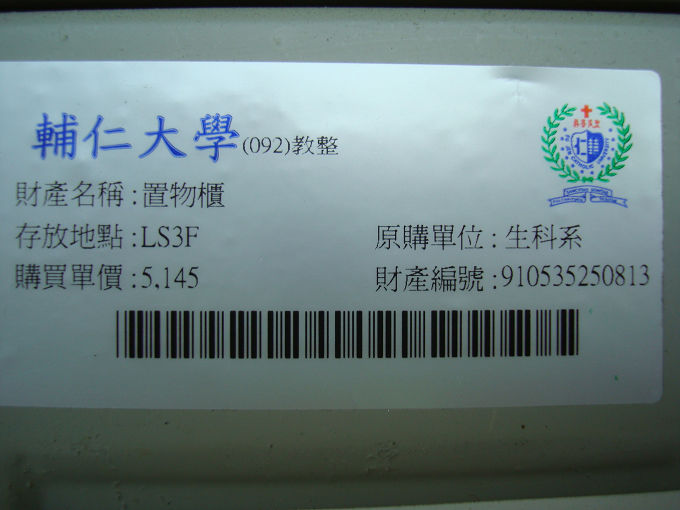 輔仁大學(092)教整
財產名稱:置物櫃
存放地點:LS3F 原購單位:生科系
購買單價:5,145 財產編號:910535250813